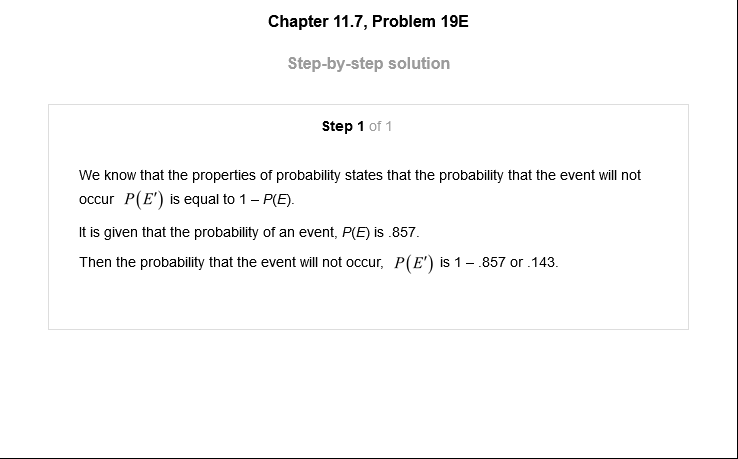 Chapter 11.7, Problem 19E
Step-by-step solution
Step 1 of 1
We know that the properties of probability states that the probability that the event will not
occur P(E′) is equal to 1 – P(E).
It is given that the probability of an event, P(E) is .857.
Then the probability that the event will not occur, P(E′) is 1 – .857 or .143.